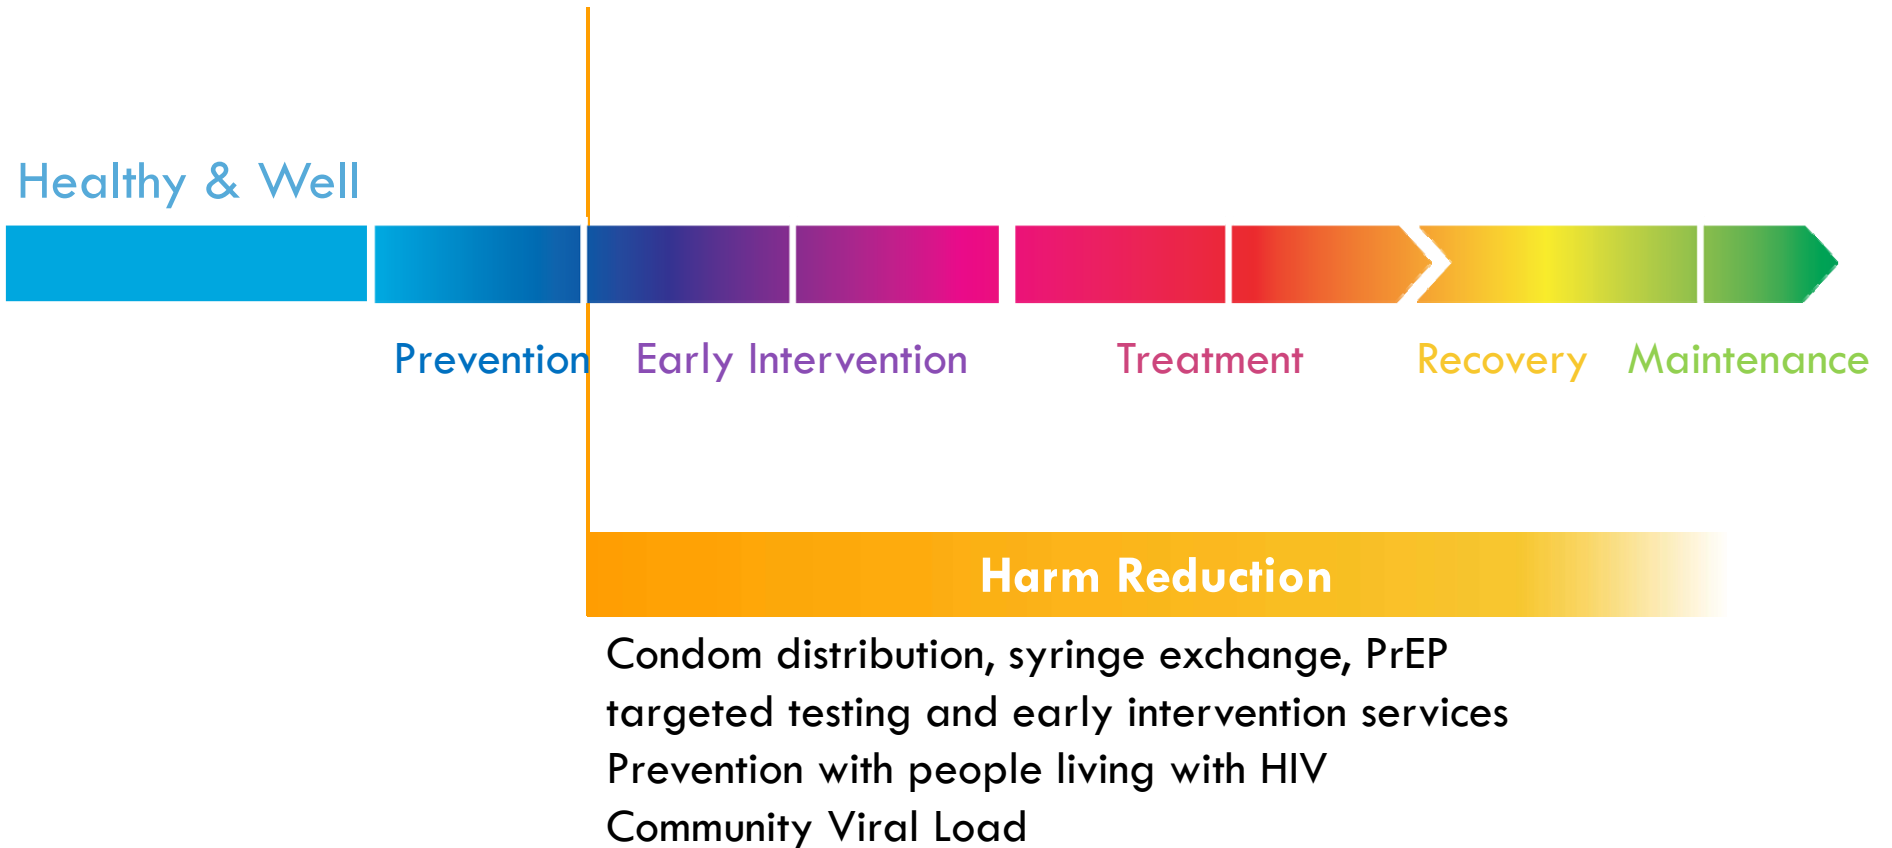 Healthy & Well
Prevention Early Intervention Treatment Recovery Maintenance
Harm Reduction
Condom distribution, syringe exchange, PrEP
targeted testing and early intervention services
Prevention with people living with HIV
Community Viral Load